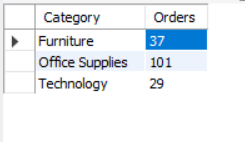 Category Orders
Furniture 37
Office Supplies 101
Technology 29